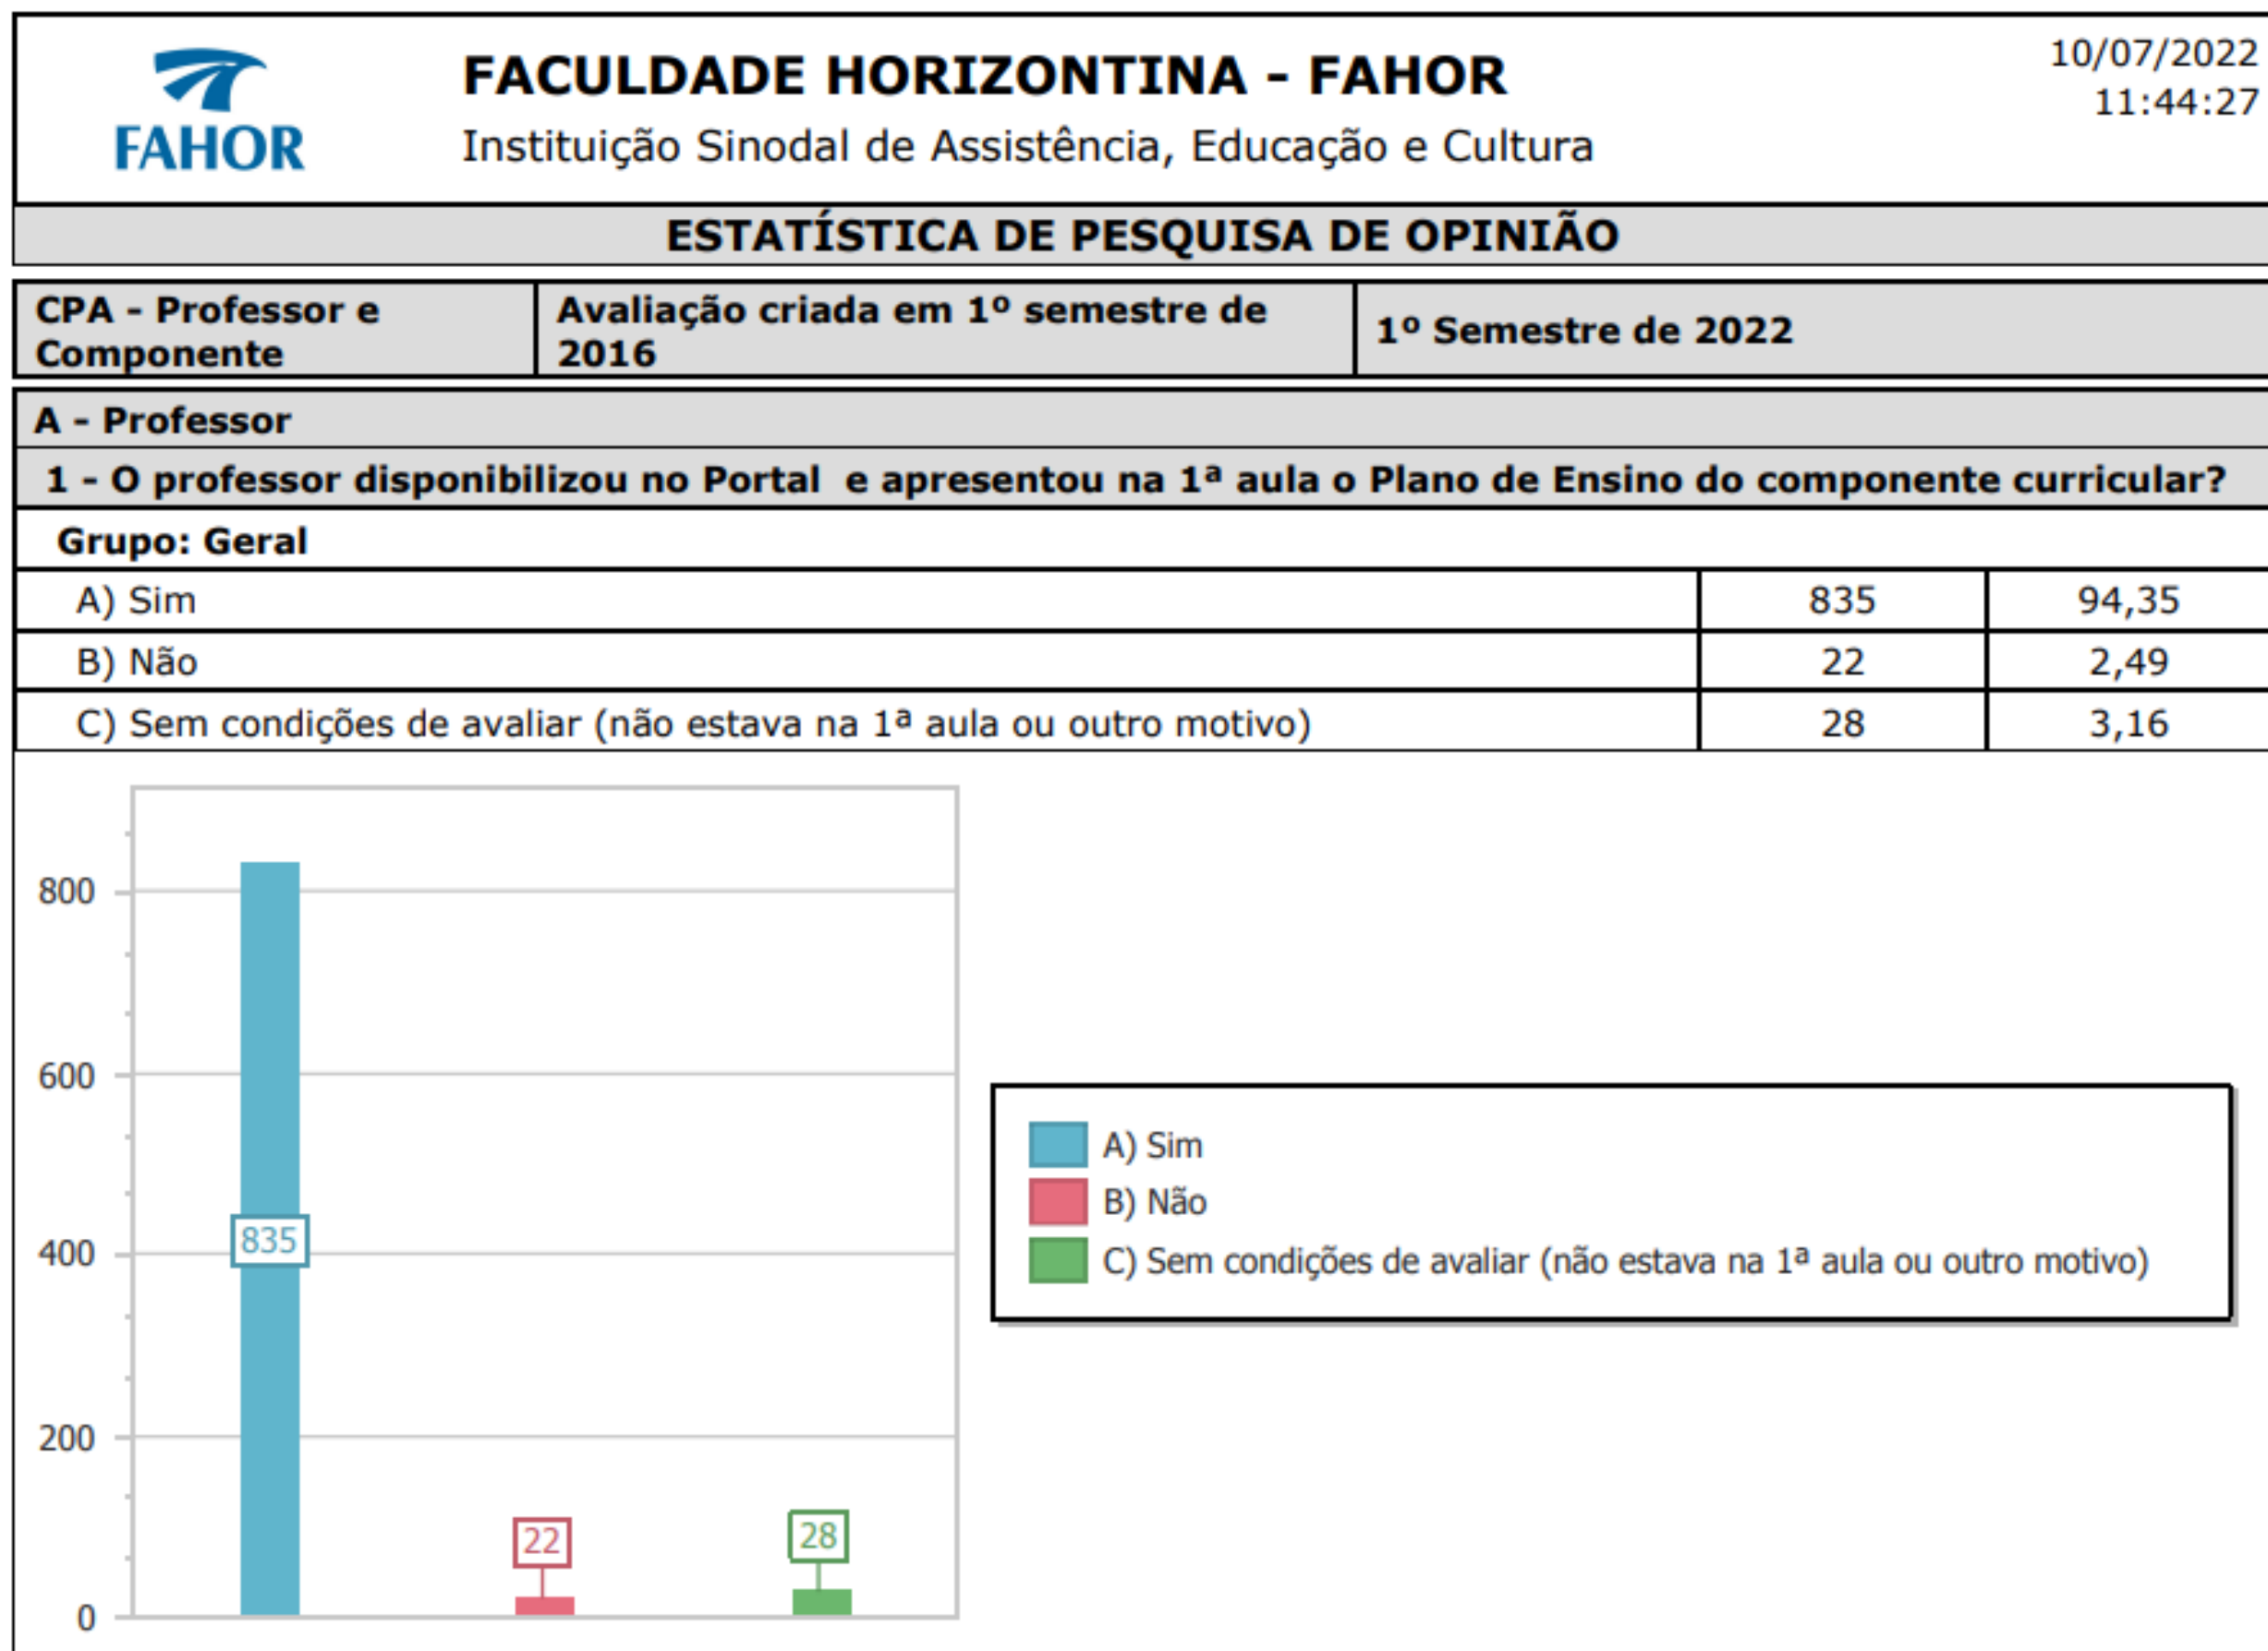 FAHOR
FACULDADE HORIZONTINA - FAHOR
Instituição Sinodal de Assistência, Educação e Cultura
10/07/2022
11:44:27
ESTATÍSTICA DE PESQUISA DE OPINIÃO
CPA - Professor e
Componente
Avaliação criada em 1º semestre de
2016
1º Semestre de 2022
A - Professor
1 - O professor disponibilizou no Portal  e apresentou na 1ª aula o Plano de Ensino do componente curricular?
Grupo: Geral
A) Sim 835 94,35
B) Não 22 2,49
C) Sem condições de avaliar (não estava na 1ª aula ou outro motivo) 28 3,16
800
600
400
200
0
835
22
28
A) Sim
B) Não
C) Sem condições de avaliar (não estava na 1ª aula ou outro motivo)